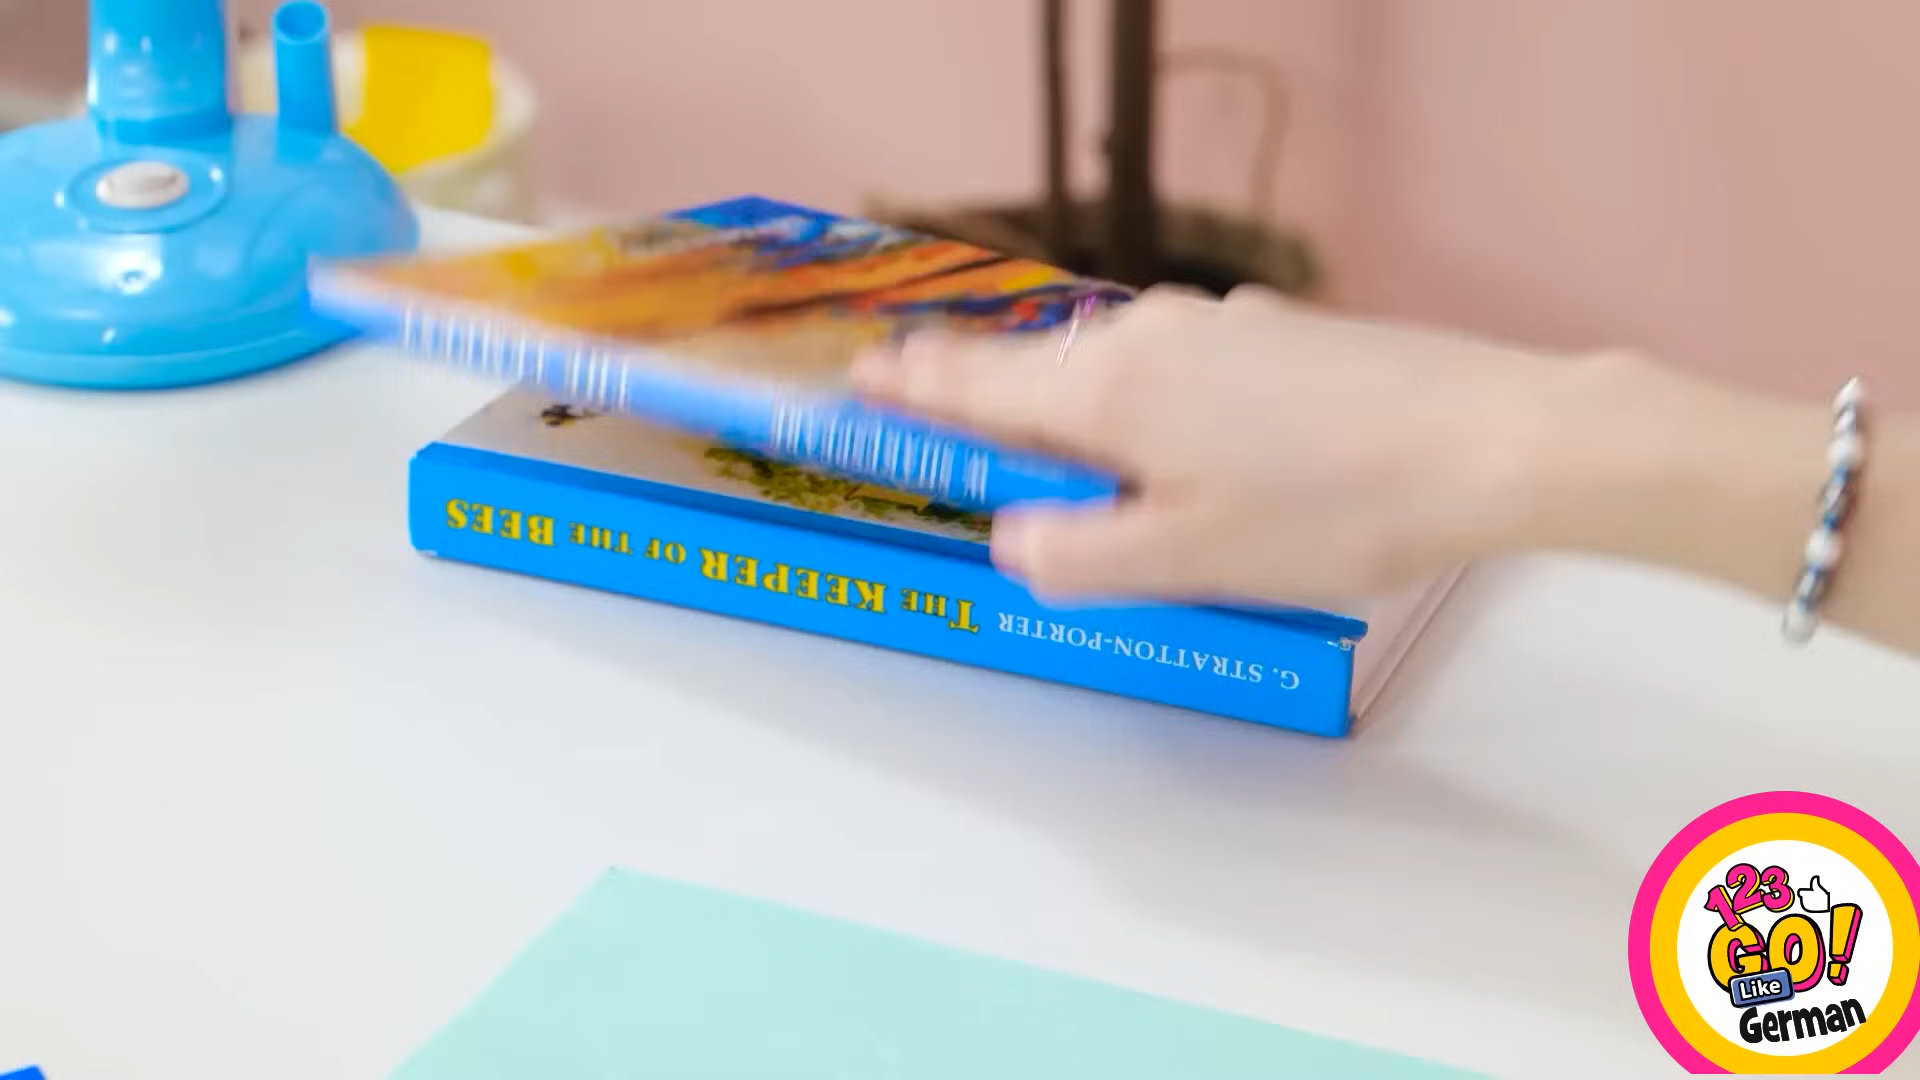 G. STRATTON-PORTER THE KEEPER OF THE BEES
123
GO!
Like
German